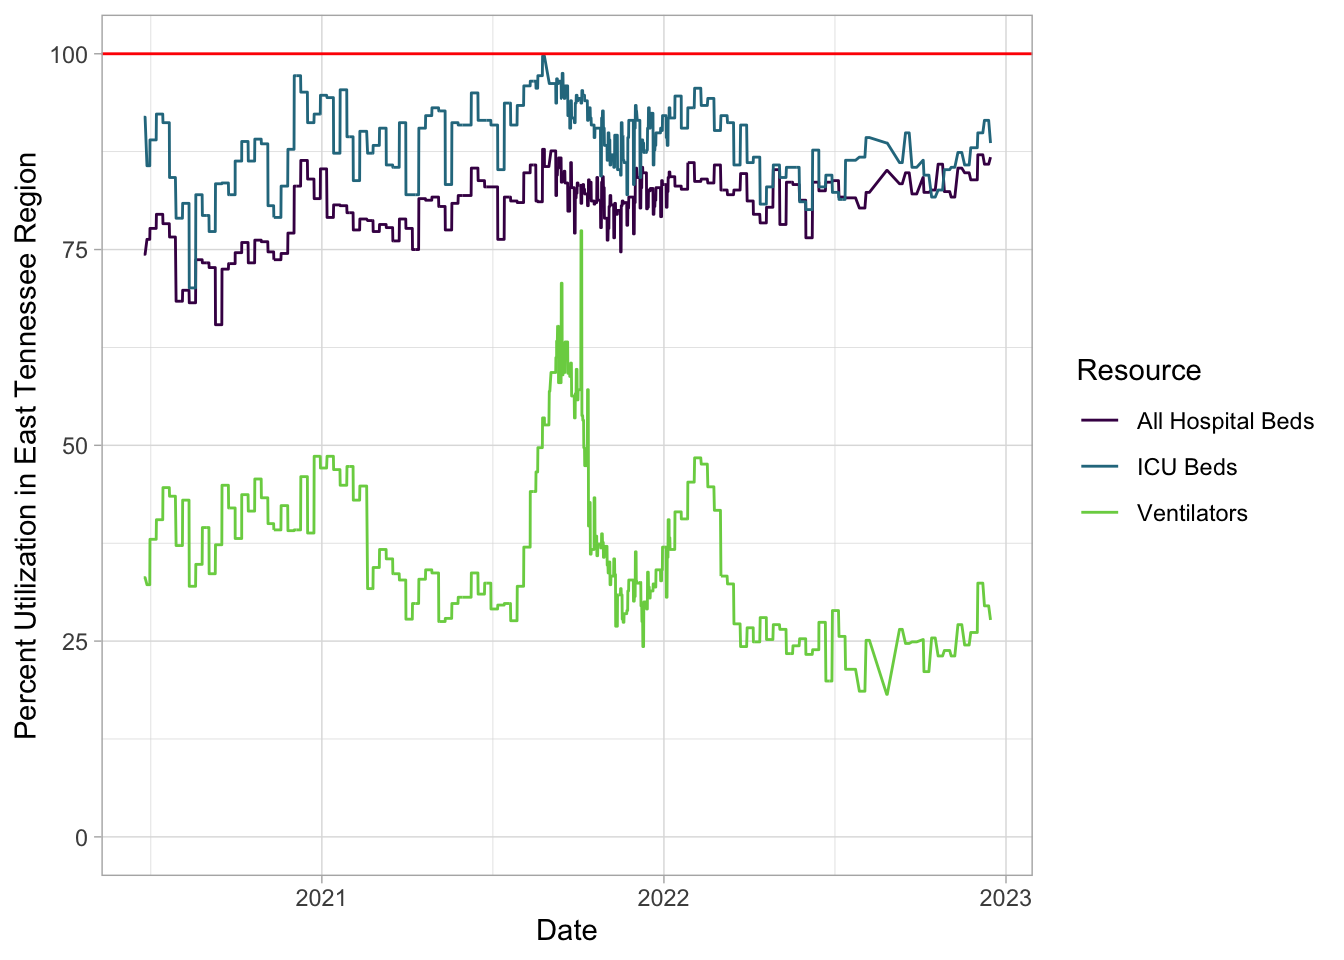 Percent Utilization in East Tennessee Region
100
75
50
25
0
2021
2022
2023
Date
Resource
All Hospital Beds
ICU Beds
Ventilators